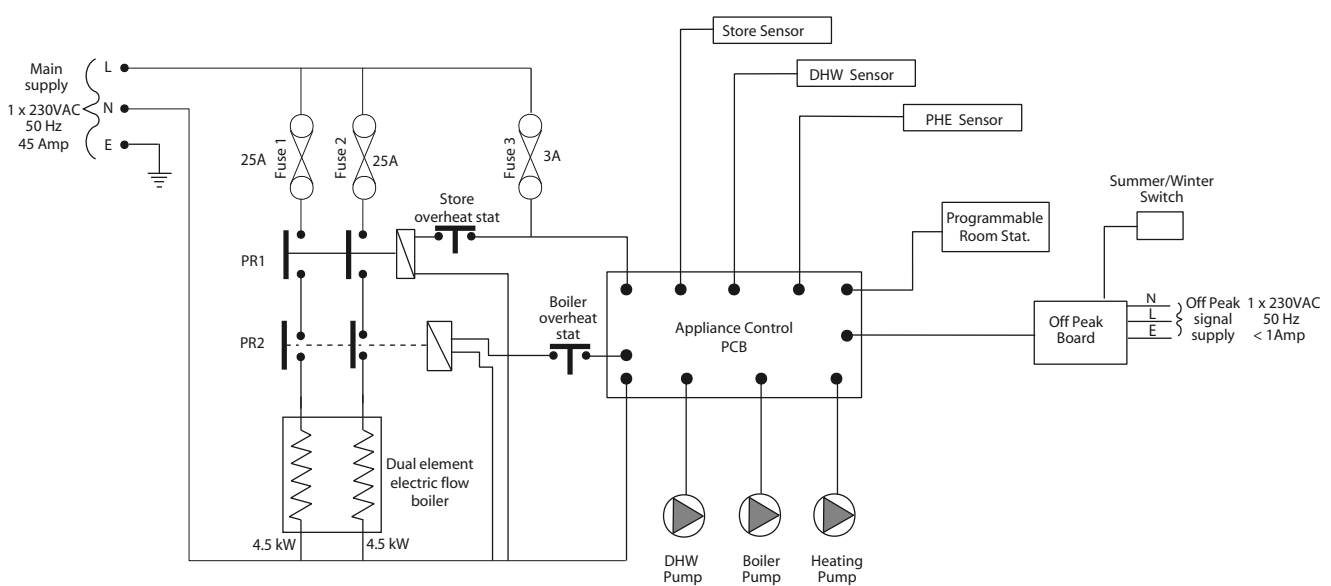 Store Sensor
DHW Sensor
PHE Sensor
Main
supply
1 x 230VAC
50 Hz
45 Amp
L
N
E
25A
Fuse 1
Fuse 2
25A
Fuse 3
3A
Store
overheat stat
PR1
Programmable
Room Stat.
Summer/Winter
Switch
Boiler
overheat
stat
PR2
Appliance Control
PCB
Off Peak
Board
N
L
E
Off Peak
signal
supply
1 x 230VAC
50 Hz
< 1Amp
Dual element
electric flow
boiler
4.5 kW
4.5 kW
DHW
Pump
Boiler
Pump
Heating
Pump